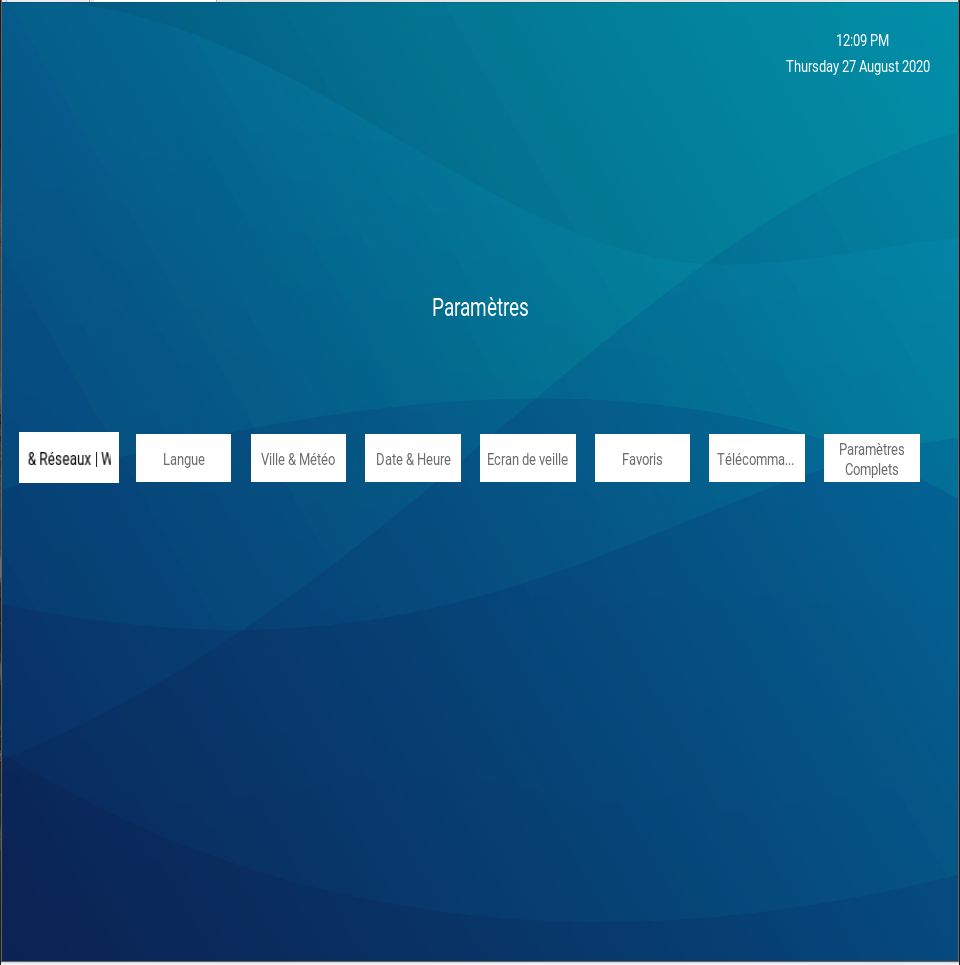 12:09 PM
Thursday 27 August 2020
Paramètres
& Réseaux | W
Langue
Ville & Météo
Date & Heure
Ecran de veille
Favoris
Télécomma...
Paramètres
Complets